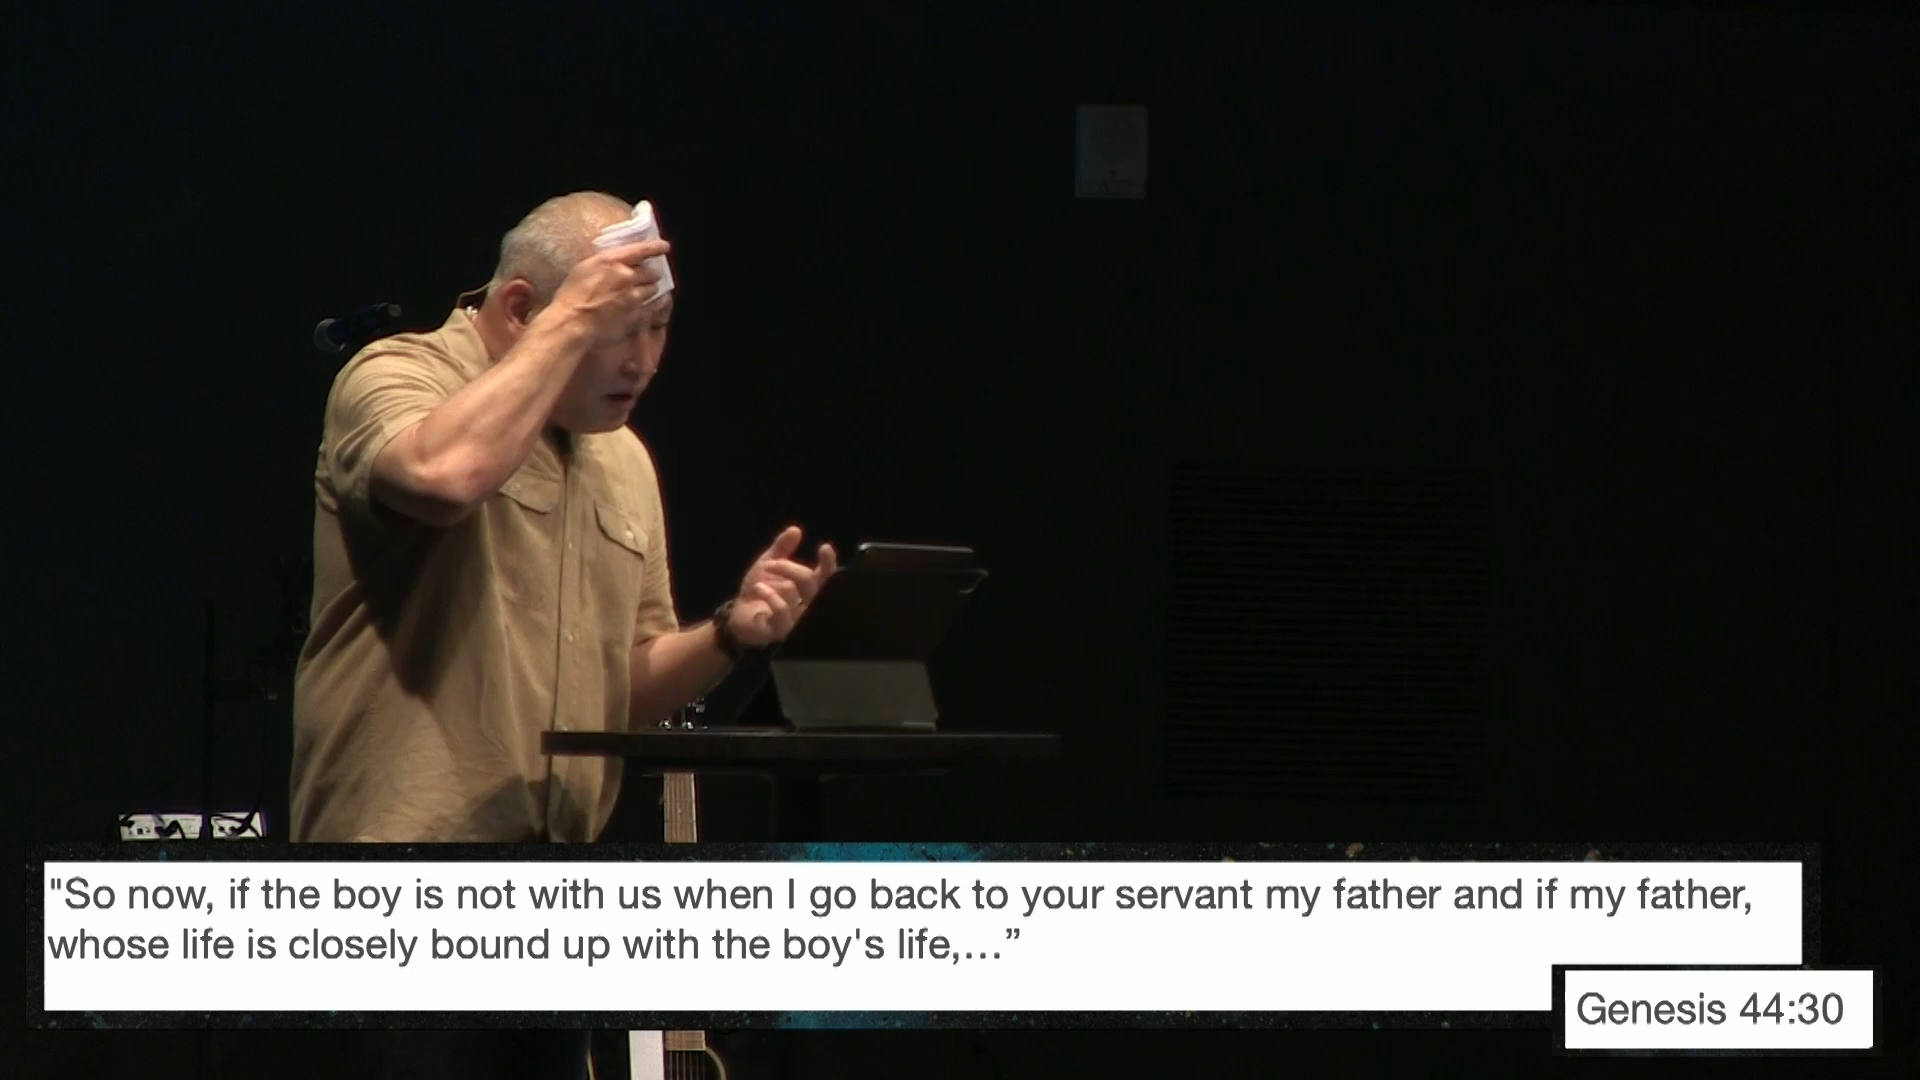 "So now, if the boy is not with us when I go back to your servant my father and if my father,
whose life is closely bound up with the boy's life,…”
Genesis 44:30